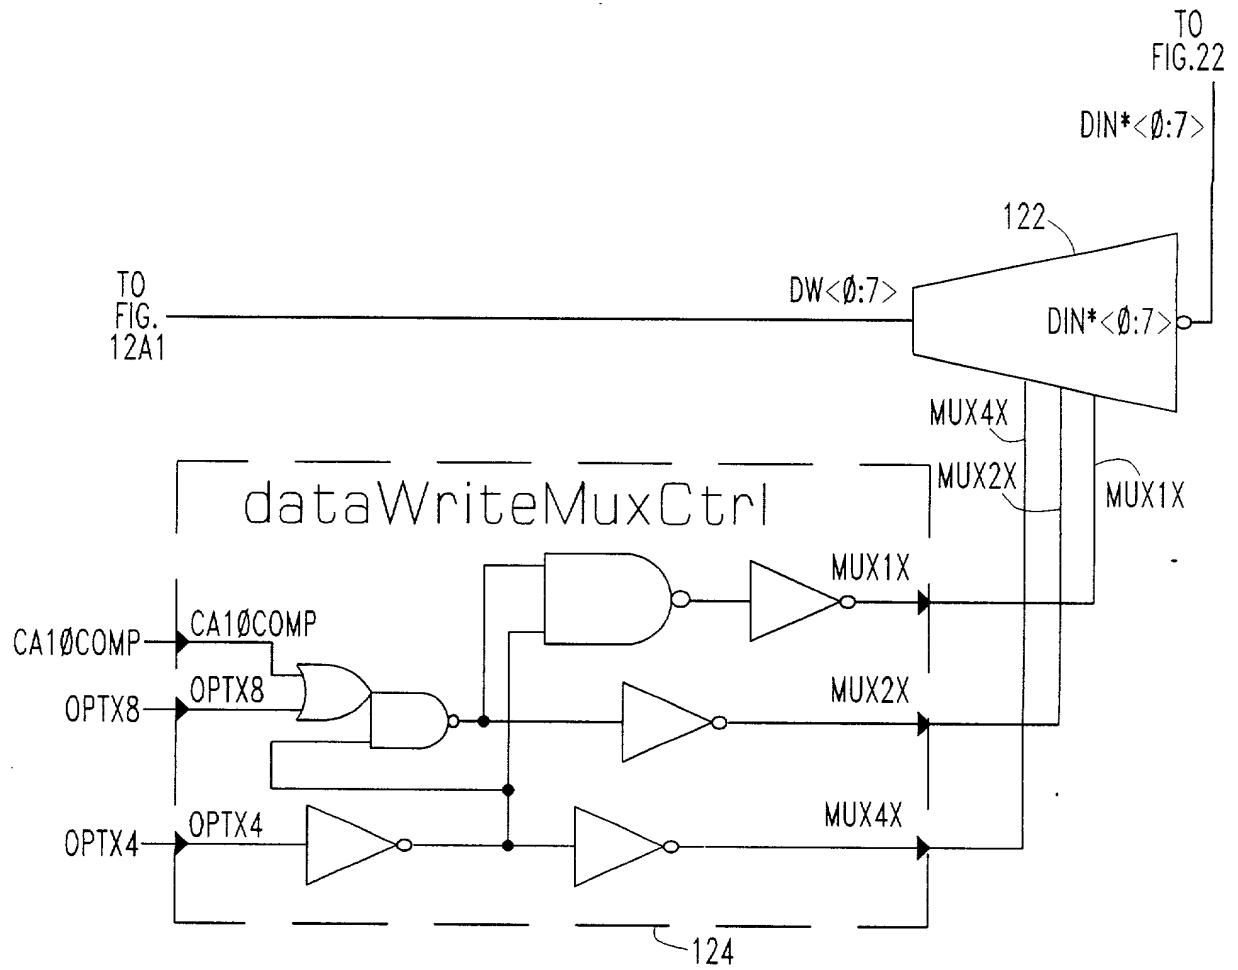 TO
FIG.22
DIN*<Ø:7>
122
TO
FIG.
12A1
DW<Ø:7>
DIN*<Ø:7>
MUX4X
MUX2X
MUX1X
dataWriteMuxCtrl
MUX1X
CA1ØCOMP
CA1ØCOMP
OPTX8
OPTX8
MUX2X
OPTX4
OPTX4
MUX4X
124